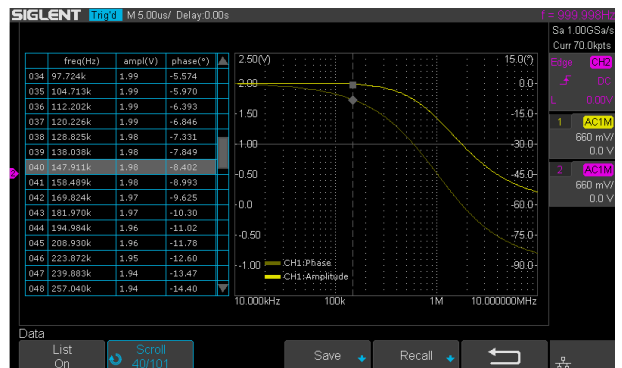 SIGLENT Trig'd M 5.00us/ Delay:0.00s f = 999.998Hz
Sa 1.00GSa/s
Curr 70.0kpts
Edge CH2
DC
L 0.00V
1 AC1M
660 mV/
0.0 V
2 AC1M
660 mV/
0.0 V
freq(Hz) ampl(V) phase(°)
034 97.724k 1.99 -5.574
035 104.713k 1.99 -5.970
036 112.202k 1.99 -6.393
037 120.226k 1.99 -6.846
038 128.825k 1.98 -7.331
039 138.038k 1.98 -7.849
040 147.911k 1.98 -8.402
041 158.489k 1.98 -8.993
042 169.824k 1.97 -9.625
043 181.970k 1.97 -10.30
044 194.984k 1.96 -11.02
045 208.930k 1.96 -11.78
046 223.872k 1.95 -12.60
047 239.883k 1.94 -13.47
048 257.040k 1.94 -14.40
2.50(V) 15.0(°)
2.00 0.0
1.50 -15.0
1.00 -30.0
0.50 -45.0
0.0 -60.0
-0.50 -75.0
-1.00 -90.0
CH1:Phase
CH1:Amplitude
10.000kHz 100k 1M 10.000000MHz
Data
List
On
Scroll
40/101
Save
Recall